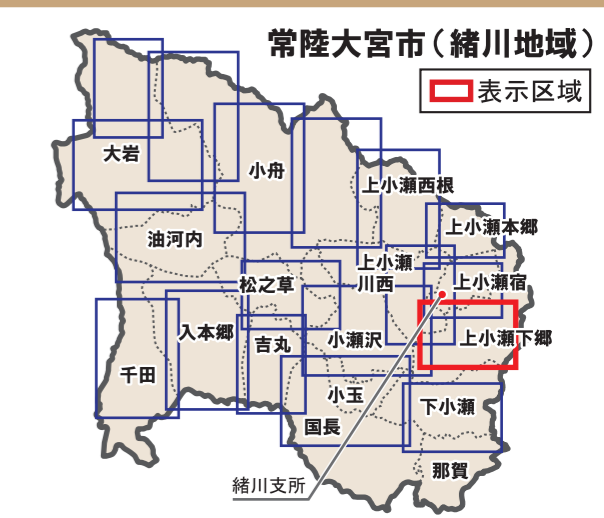 常陸大宮市（緒川地域）
表示区域
大岩
小舟
上小瀬西根
上小瀬本郷
油河内
上小瀬
川西
上小瀬宿
松之草
入本郷
吉丸
小瀬沢
上小瀬下郷
千田
小玉
下小瀬
国長
那賀
緒川支所